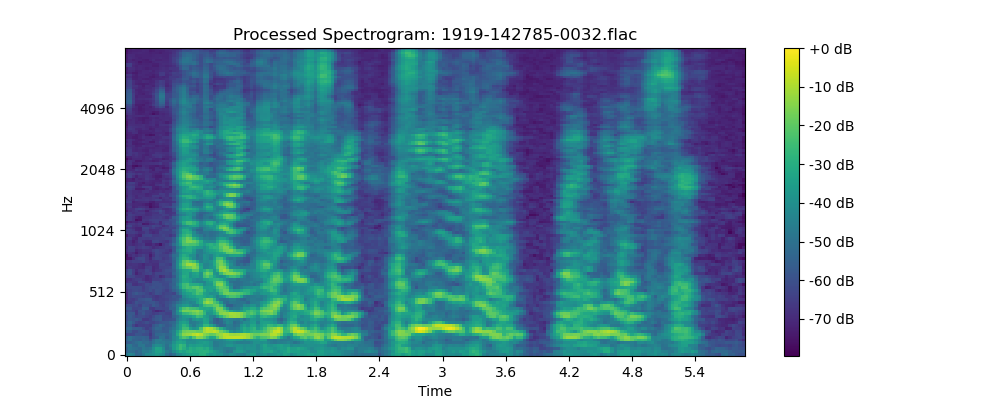 Processed Spectrogram: 1919-142785-0032.flac
Hz
4096
2048
1024
512
0
0 0.6 1.2 1.8 2.4 3 3.6 4.2 4.8 5.4
Time
+0 dB
-10 dB
-20 dB
-30 dB
-40 dB
-50 dB
-60 dB
-70 dB